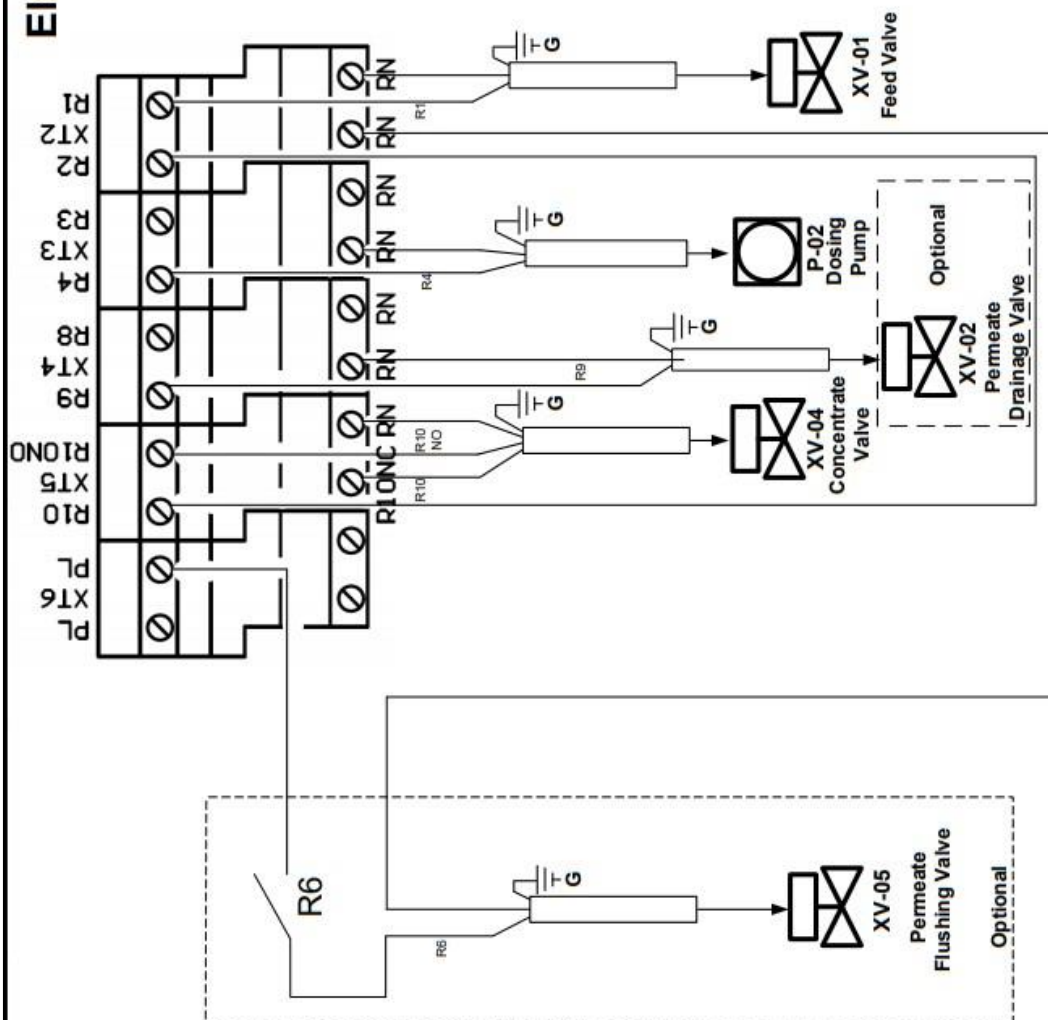 El
R1
XT2
R2
R3
XT3
R4
R8
XT4
R9
R10NO
XT5
R10
PL
XT6
PL
RN
RN
RN
RN
RN
RN
RN
R10NC
R1
G
XV-01
Feed Valve
R4
G
P-02
Dosing
Pump
R9
G
Optional
XV-02
Permeate
Drainage Valve
R10
NO
R10
G
XV-04
Concentrate
Valve
R6
R6
G
XV-05
Permeate
Flushing Valve
Optional